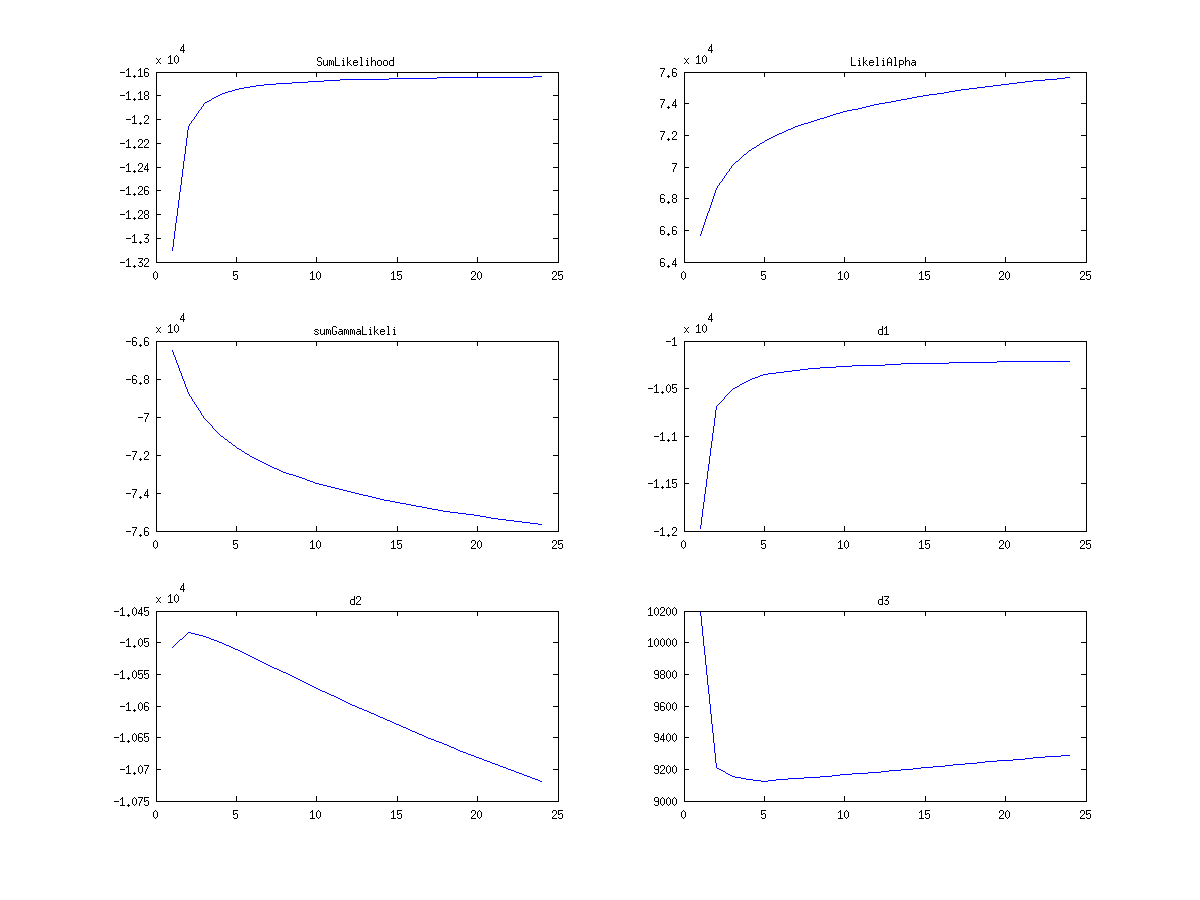 x 10^4
SumLikelihood
-1.16
-1.18
-1.2
-1.22
-1.24
-1.26
-1.28
-1.3
-1.32
0 5 10 15 20 25
x 10^4
LikeliAlpha
7.6
7.4
7.2
7
6.8
6.6
6.4
0 5 10 15 20 25
x 10^4
sumGammaLikeli
-6.6
-6.8
-7
-7.2
-7.4
-7.6
0 5 10 15 20 25
x 10^4
d1
-1
-1.05
-1.1
-1.15
-1.2
0 5 10 15 20 25
x 10^4
d2
-1.045
-1.05
-1.055
-1.06
-1.065
-1.07
-1.075
0 5 10 15 20 25
d3
10200
10000
9800
9600
9400
9200
9000
0 5 10 15 20 25